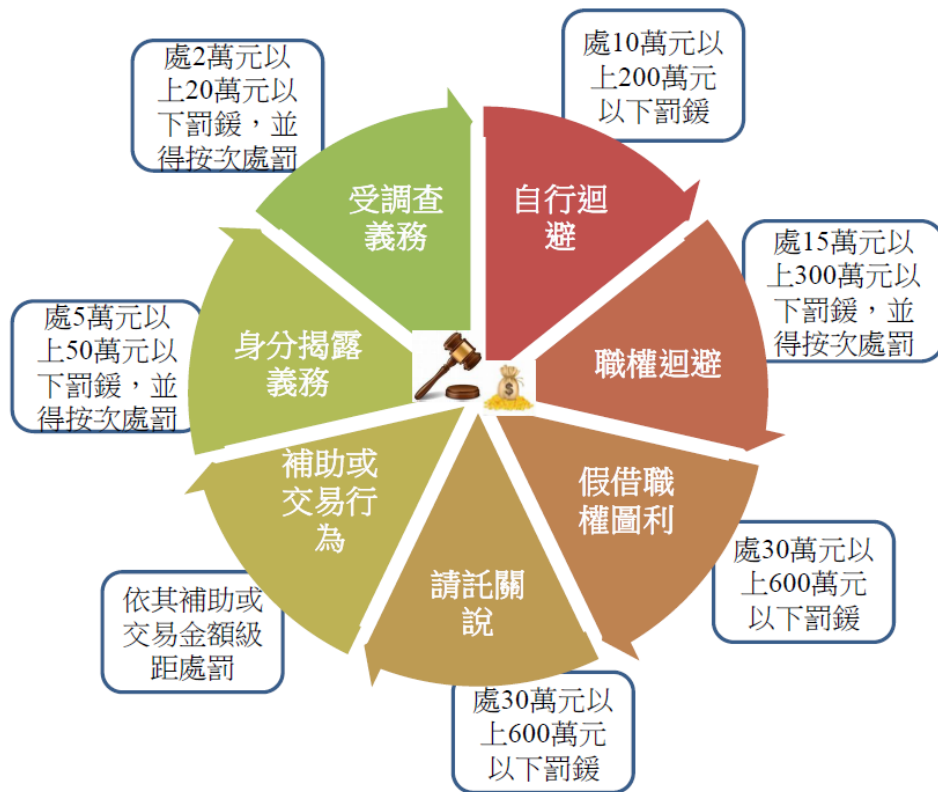 自行迴
避
處10萬元以
上200萬元
以下罰鍰
職權迴避
處15萬元以
上300萬元以
下罰鍰，並
得按次處罰
假借職
權圖利
處30萬元以
上600萬元
以下罰鍰
請託關
說
處30萬元以
上600萬元
以下罰鍰
補助或
交易行
為
依其補助或
交易金額級
距處罰
身分揭露
義務
處5萬元以
上50萬元以
下罰鍰，並
得按次處罰
受調查
義務
處2萬元以
上20萬元以
下罰鍰，並
得按次處罰
$